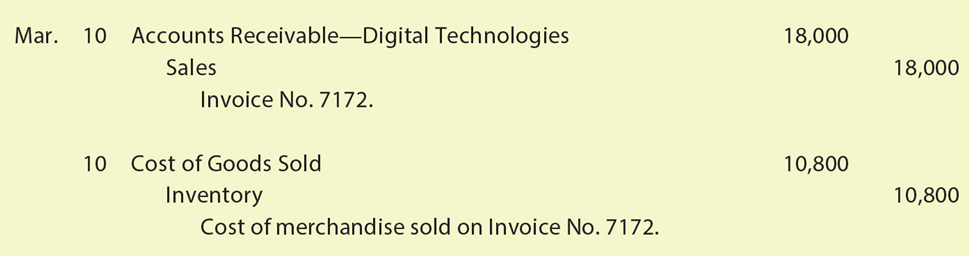 Mar. 10 Accounts Receivable—Digital Technologies 18,000
Sales 18,000
Invoice No. 7172.
10 Cost of Goods Sold 10,800
Inventory 10,800
Cost of merchandise sold on Invoice No. 7172.